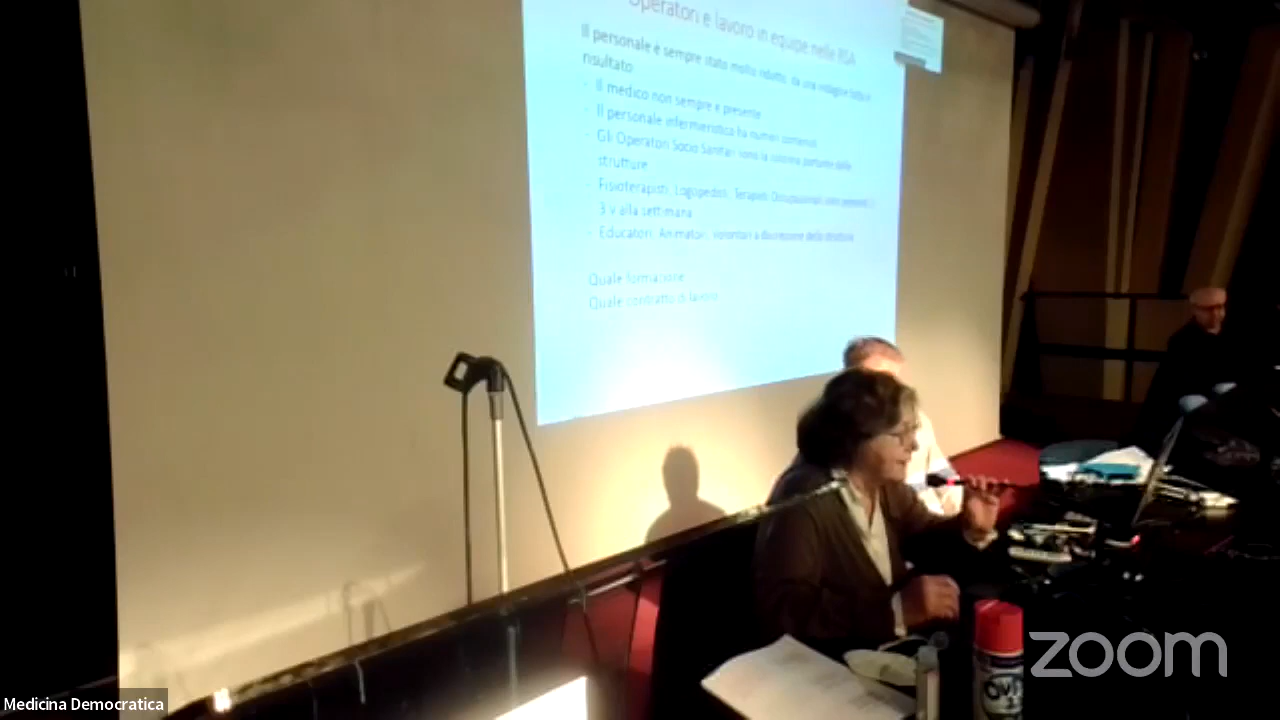 Operatori e lavoro in equipe nelle RSA
Il personale è sempre stato molto ridotto, da una indagine
risultato
- Il medico non sempre è presente
- Il personale infermieristico ha numeri contenuti
- Gli Operatori Socio Sanitari sono la colonna portante delle
strutture
- Fisioterapisti, Logopedisti, Terapisti Occupazionali
3 v alla settimana
- Educatori, Animatori, volontari a discrezione della struttura
Quale formazione
Quale contratto di lavoro
Medicina Democratica
zoom